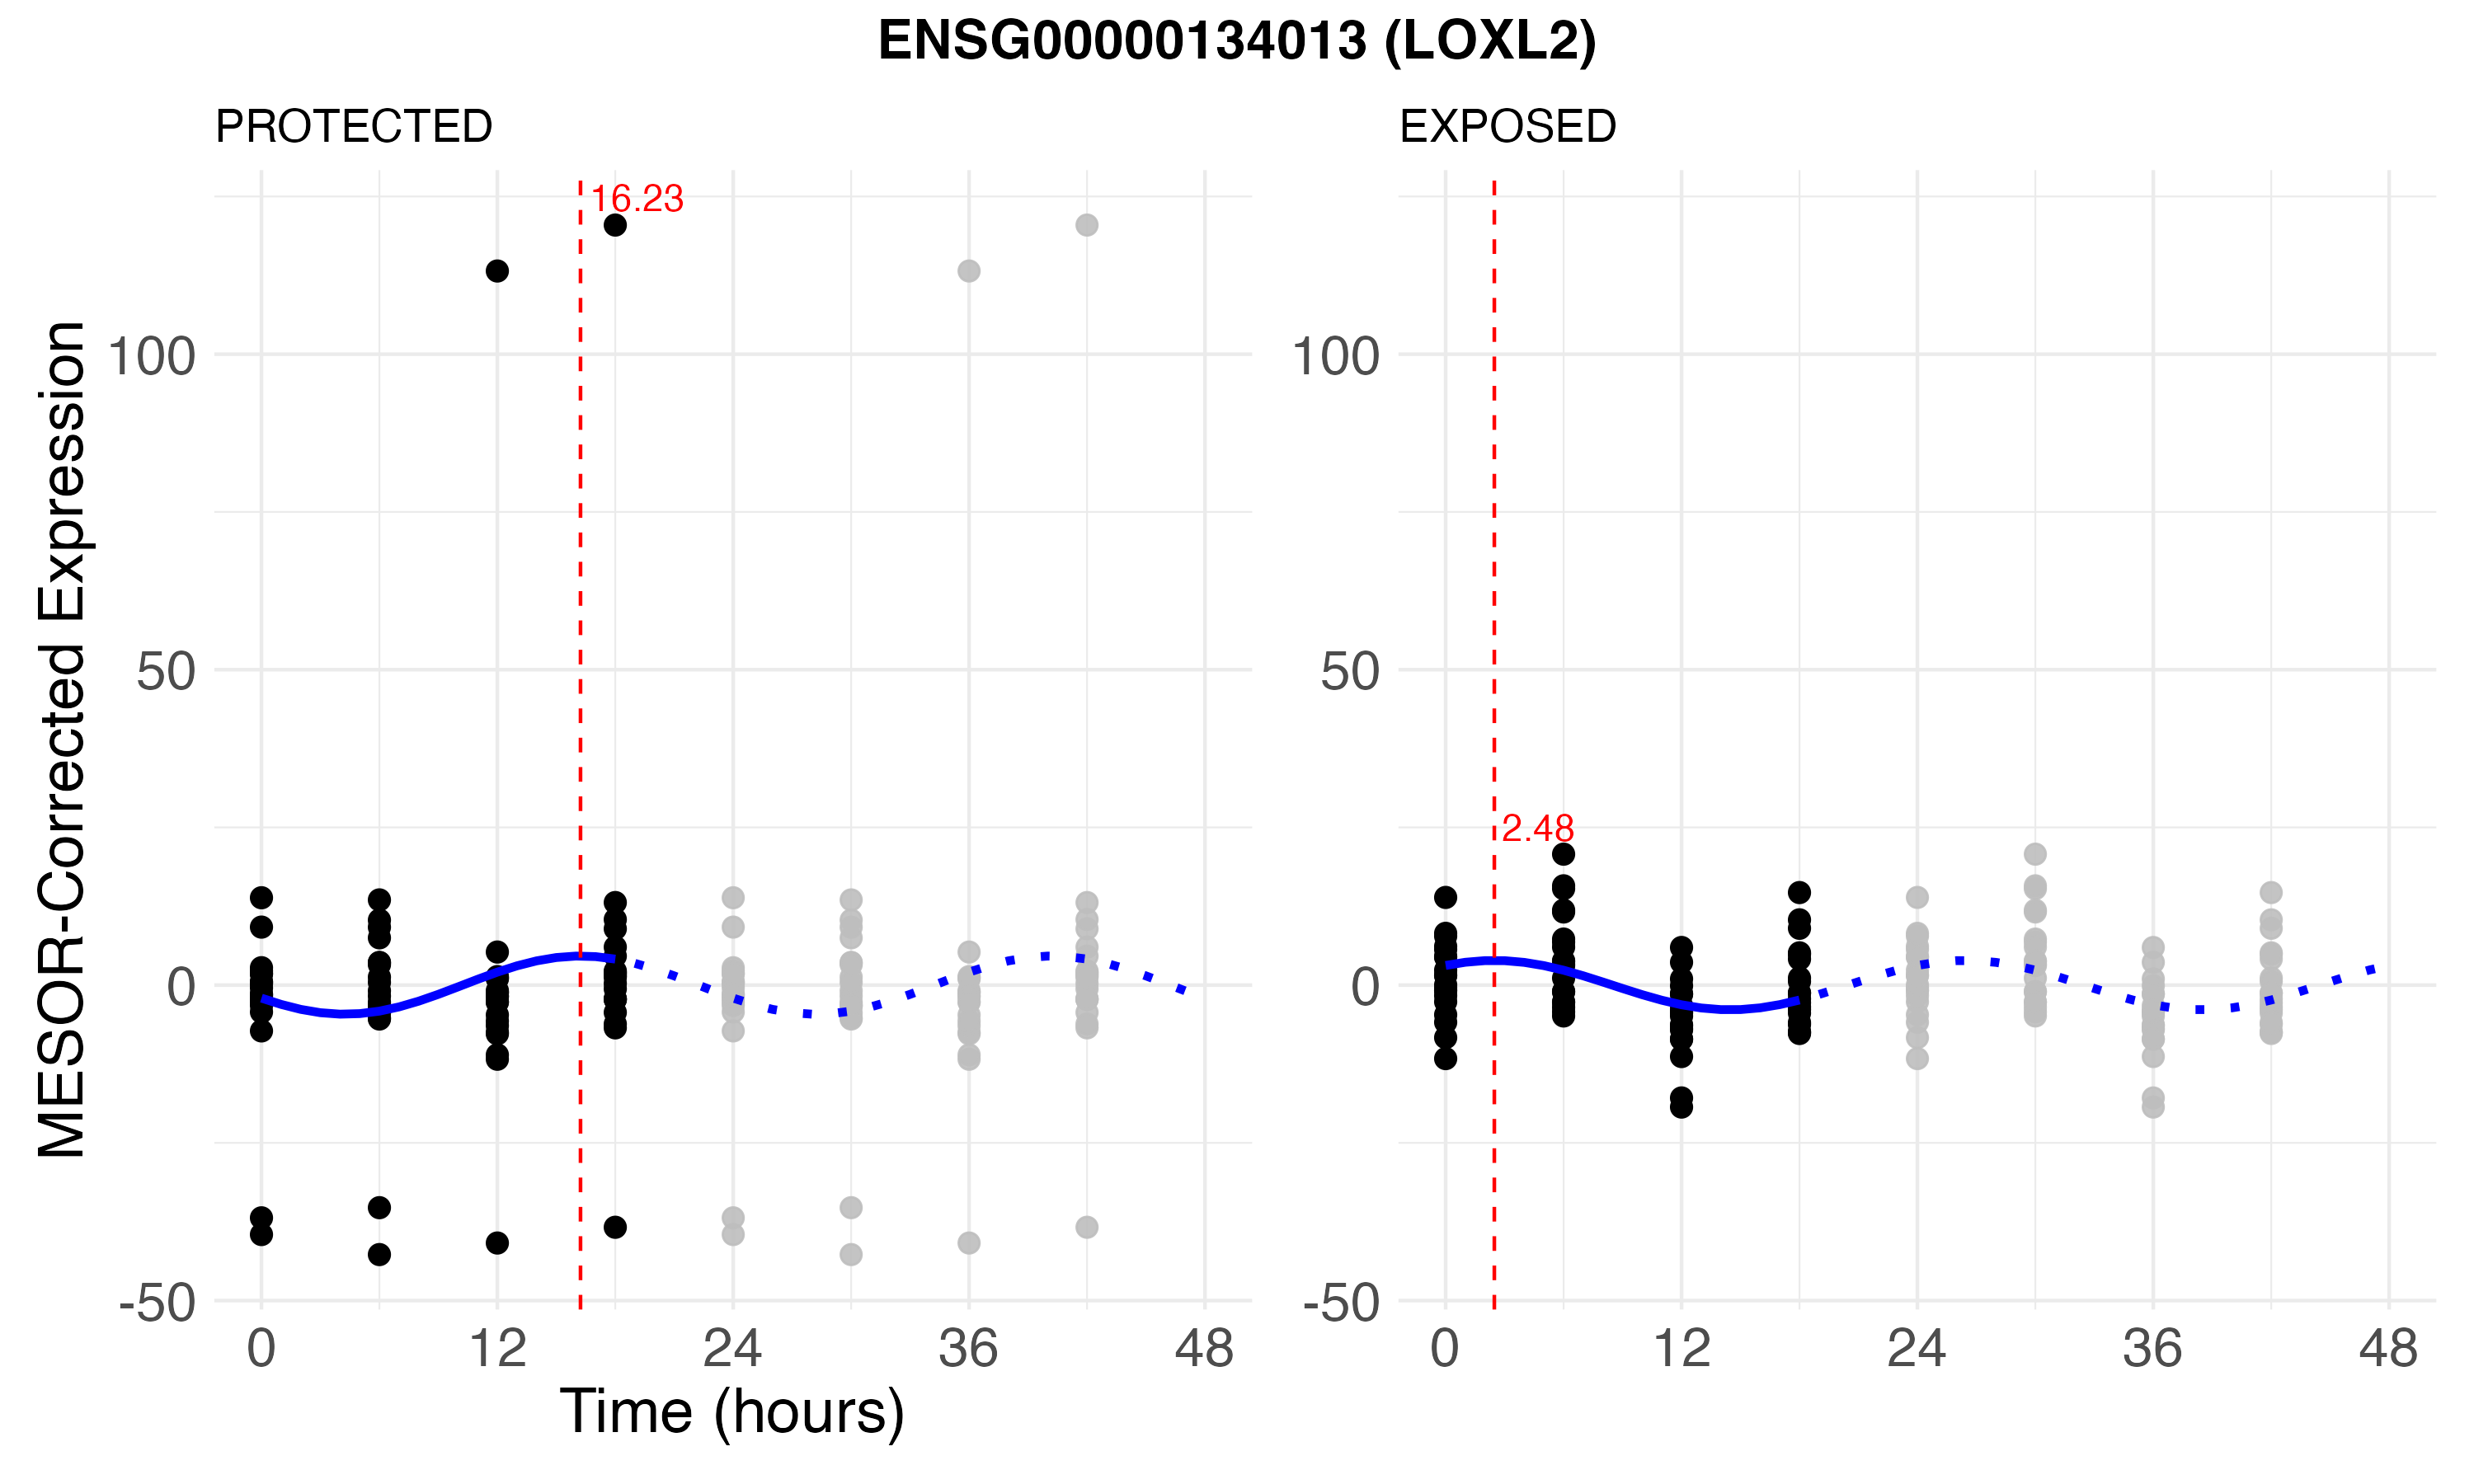 ENSG00000134013 (LOXL2)
PROTECTED
EXPOSED
MESOR-Corrected Expression
100
50
0
-50
16.23
0 12 24 36 48
Time (hours)
100
50
0
-50
2.48
0 12 24 36 48